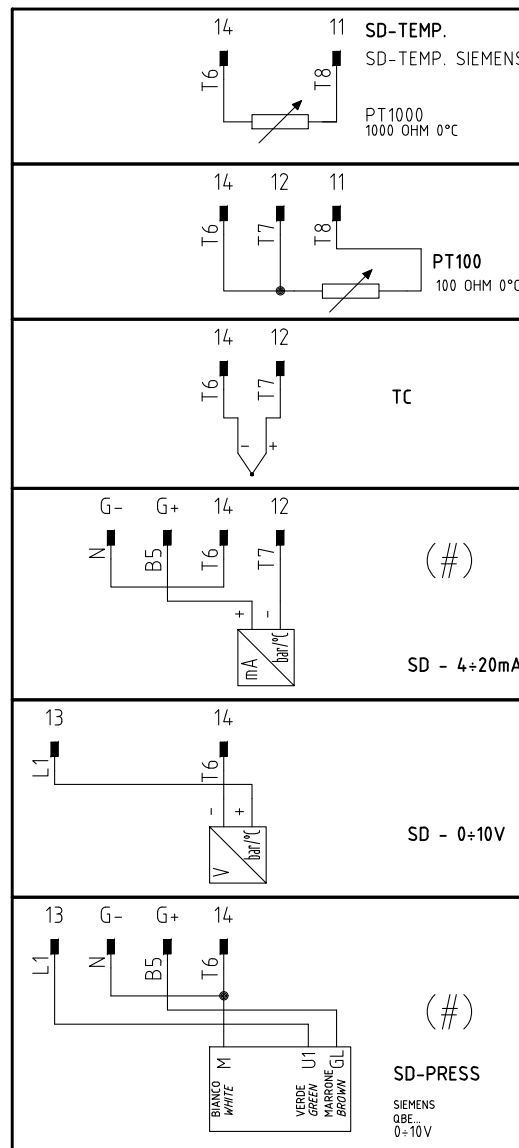 14 11 SD-TEMP.
SD-TEMP. SIEMENS
T6 T8
PT1000
1000 OHM 0°C
14 12 11
T6 T7 T8
PT100
100 OHM 0°C
14 12
T6 T7
TC
- +
G- G+ 14 12
N B5 T6 T7
(#)
+ -
mA bar/°C
SD - 4÷20mA
13 14
L1 T6
- +
V bar/°C
SD - 0÷10V
13 G- G+ 14
L1 N B5 T6
(#)
M U1 GL
BIANCO VERDE MARRONE
WHITE GREEN BROWN
SD-PRESS
SIEMENS
QBE...
0÷10V